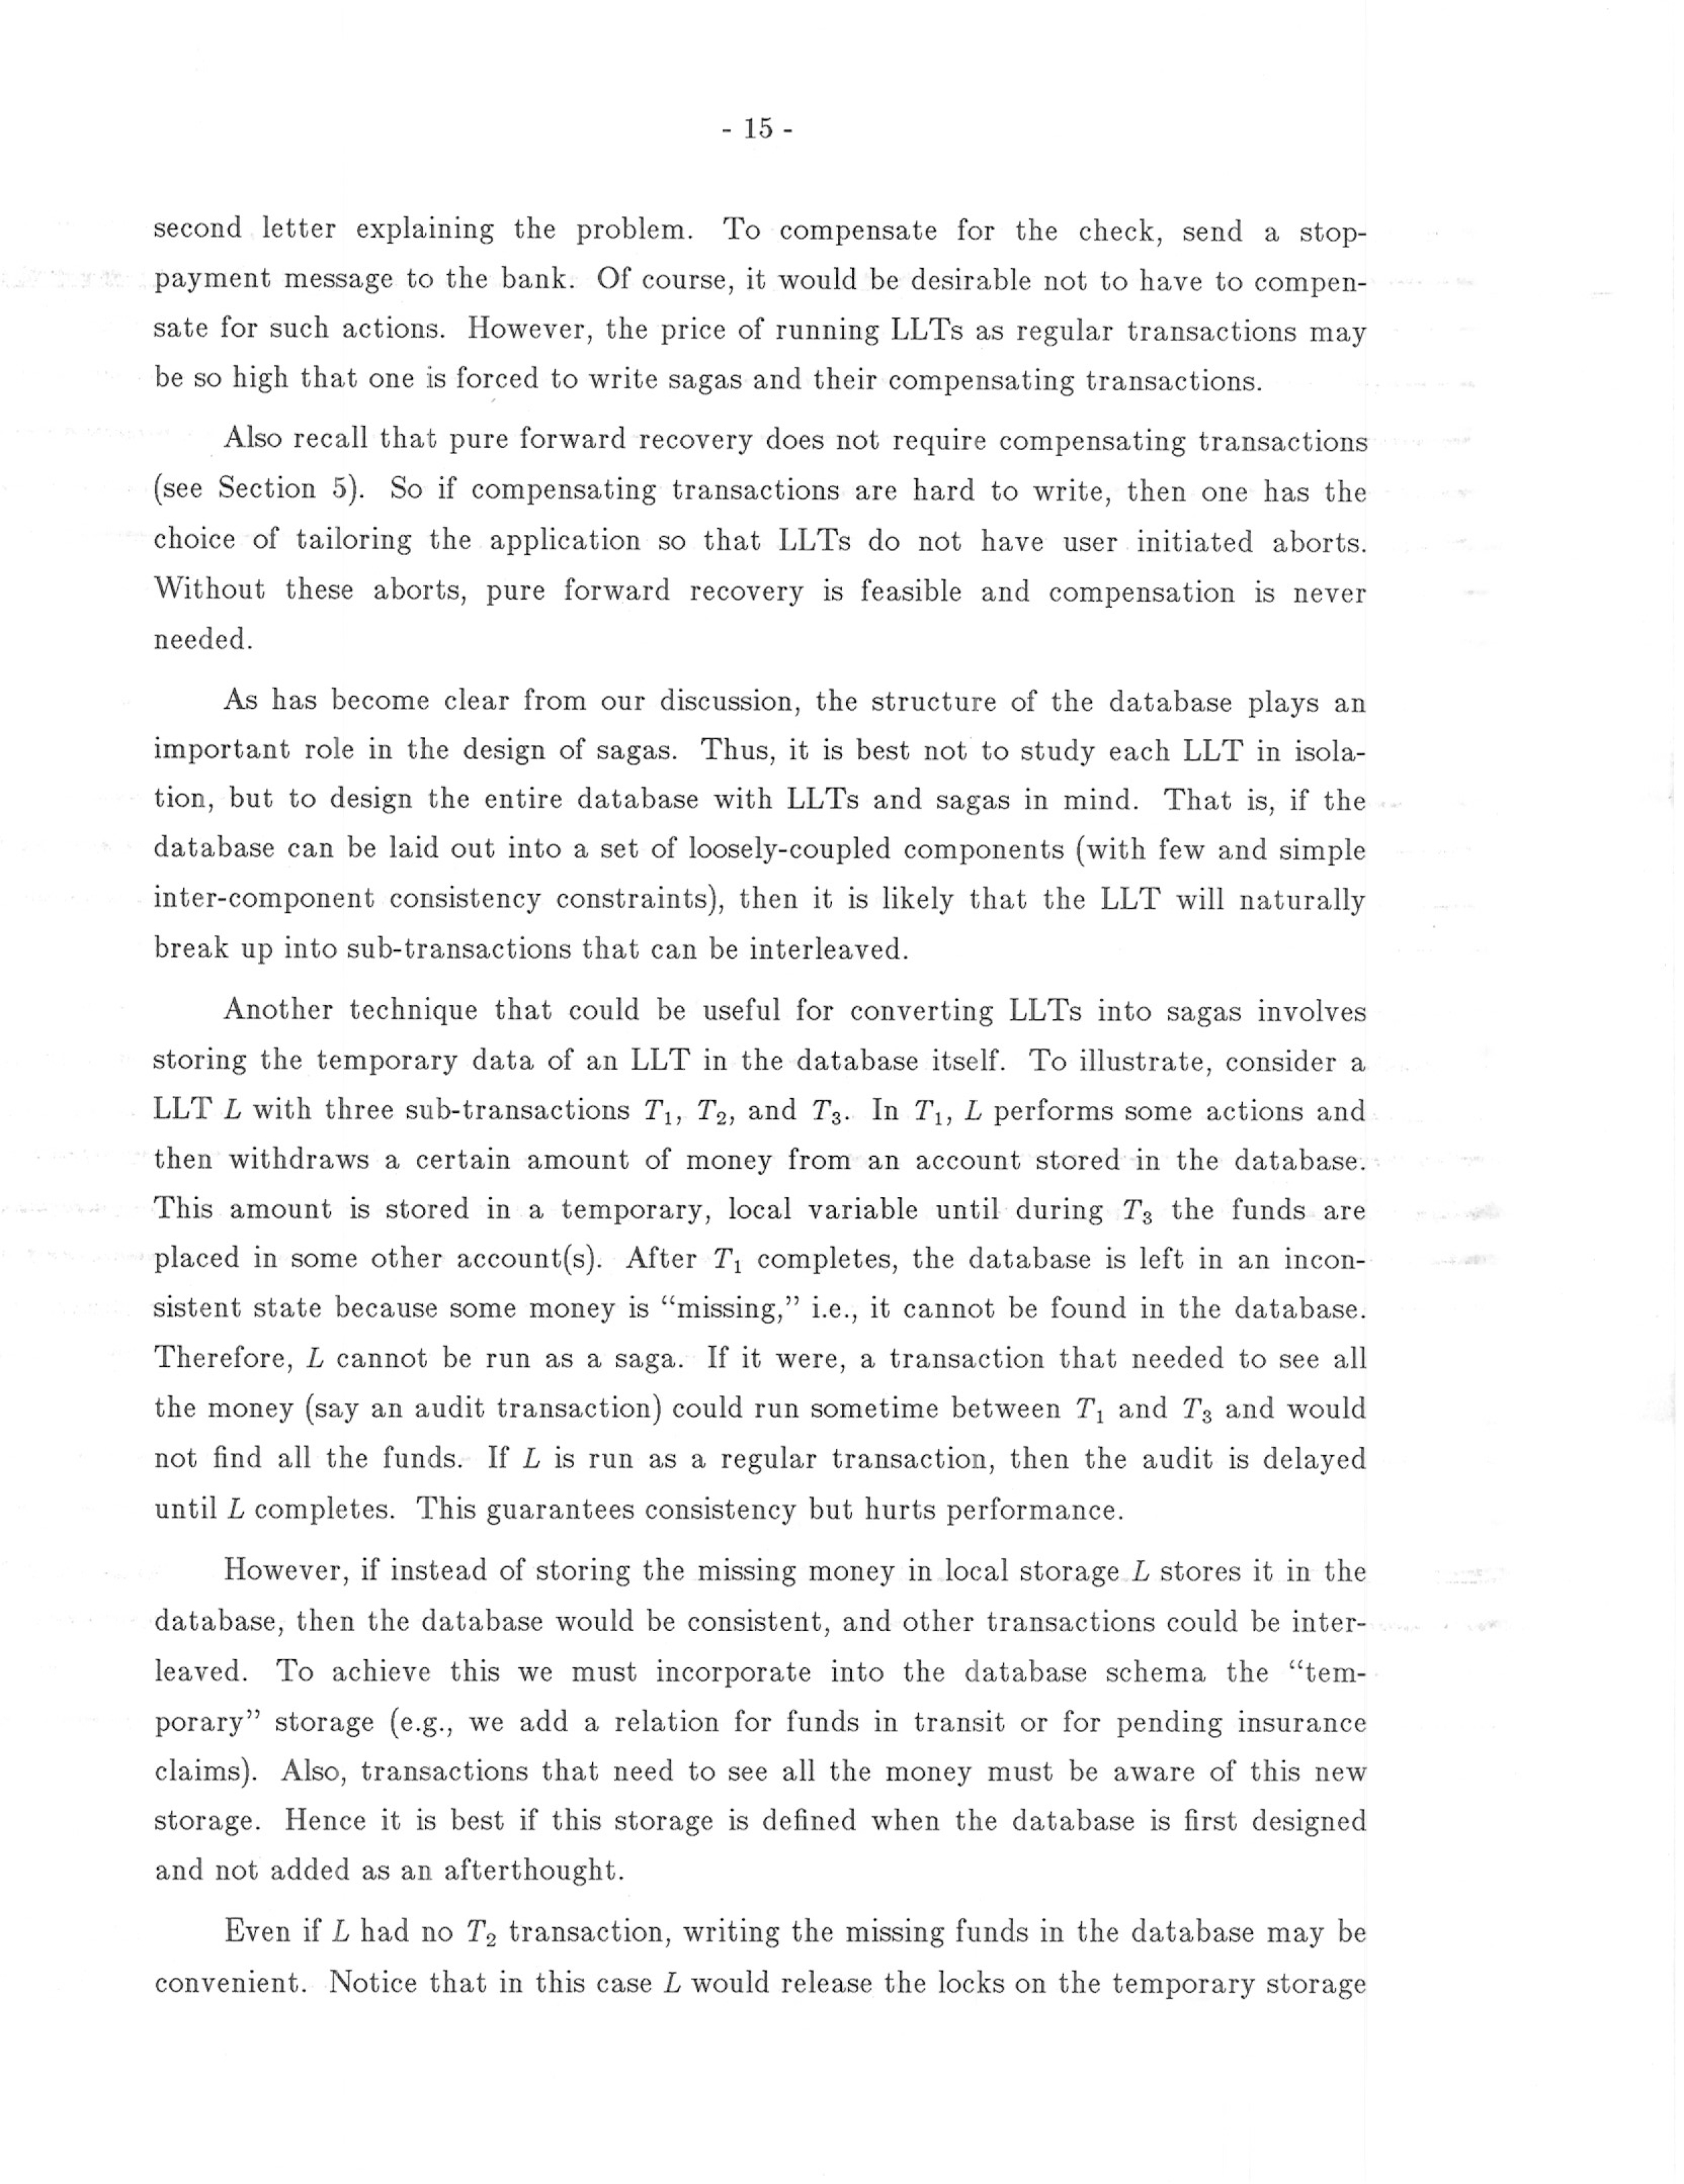 - 15 -
second letter explaining the problem. To compensate for the check, send a stop-
payment message to the bank. Of course, it would be desirable not to have to compen-
sate for such actions. However, the price of running LLTs as regular transactions may
be so high that one is forced to write sagas and their compensating transactions.
Also recall that pure forward recovery does not require compensating transactions
(see Section 5). So if compensating transactions are hard to write, then one has the
choice of tailoring the application so that LLTs do not have user initiated aborts.
Without these aborts, pure forward recovery is feasible and compensation is never
needed.
As has become clear from our discussion, the structure of the database plays an
important role in the design of sagas. Thus, it is best not to study each LLT in isola-
tion, but to design the entire database with LLTs and sagas in mind. That is, if the
database can be laid out into a set of loosely-coupled components (with few and simple
inter-component consistency constraints), then it is likely that the LLT will naturally
break up into sub-transactions that can be interleaved.
Another technique that could be useful for converting LLTs into sagas involves
storing the temporary data of an LLT in the database itself. To illustrate, consider a
LLT L with three sub-transactions T₁, T₂, and T₃. In T₁, L performs some actions and
then withdraws a certain amount of money from an account stored in the database.
This amount is stored in a temporary, local variable until during T₃ the funds are
placed in some other account(s). After T₁ completes, the database is left in an incon-
sistent state because some money is “missing,” i.e., it cannot be found in the database.
Therefore, L cannot be run as a saga. If it were, a transaction that needed to see all
the money (say an audit transaction) could run sometime between T₁ and T₃ and would
not find all the funds. If L is run as a regular transaction, then the audit is delayed
until L completes. This guarantees consistency but hurts performance.
However, if instead of storing the missing money in local storage L stores it in the
database, then the database would be consistent, and other transactions could be inter-
leaved. To achieve this we must incorporate into the database schema the “tem-
porary” storage (e.g., we add a relation for funds in transit or for pending insurance
claims). Also, transactions that need to see all the money must be aware of this new
storage. Hence it is best if this storage is defined when the database is first designed
and not added as an afterthought.
Even if L had no T₂ transaction, writing the missing funds in the database may be
convenient. Notice that in this case L would release the locks on the temporary storage